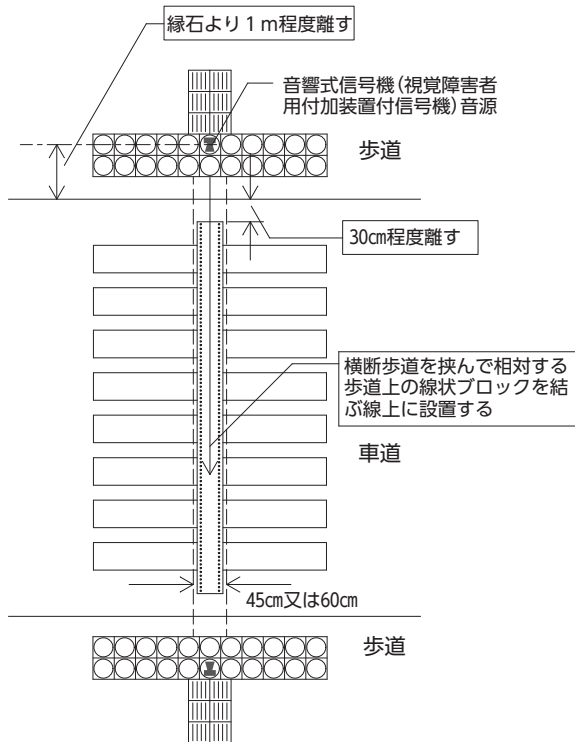 縁石より1m程度離す
音響式信号機(視覚障害者
用付加装置付信号機)音源
歩道
30㎝程度離す
横断歩道を挟んで相対する
歩道上の線状ブロックを結
ぶ線上に設置する
車道
45㎝又は60㎝
歩道